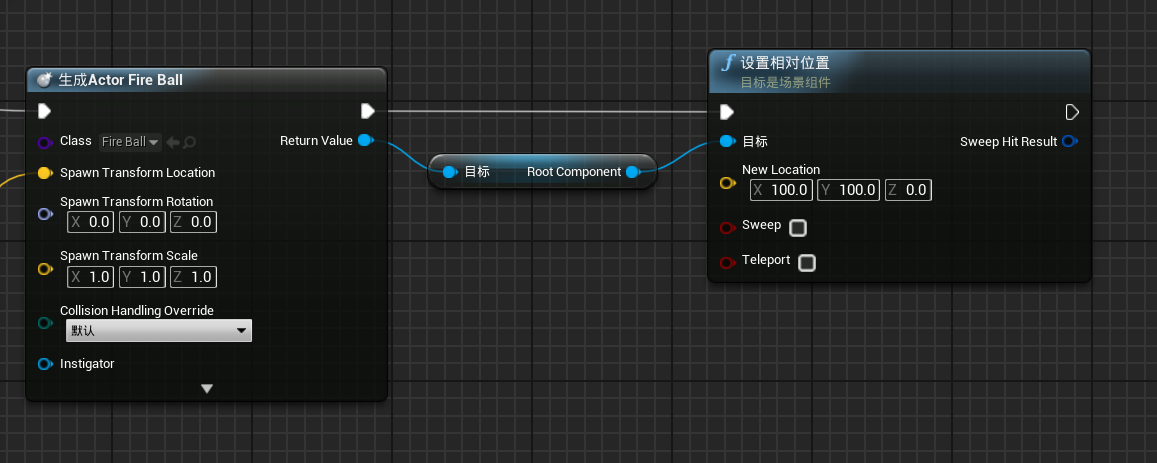 生成Actor Fire Ball
Class Fire Ball
Return Value
Spawn Transform Location
Spawn Transform Rotation
X 0.0 Y 0.0 Z 0.0
Spawn Transform Scale
X 1.0 Y 1.0 Z 1.0
Collision Handling Override
默认
Instigator
目标 Root Component
f 设置相对位置
目标是场景组件
目标 Sweep Hit Result
New Location
X 100.0 Y 100.0 Z 0.0
Sweep
Teleport